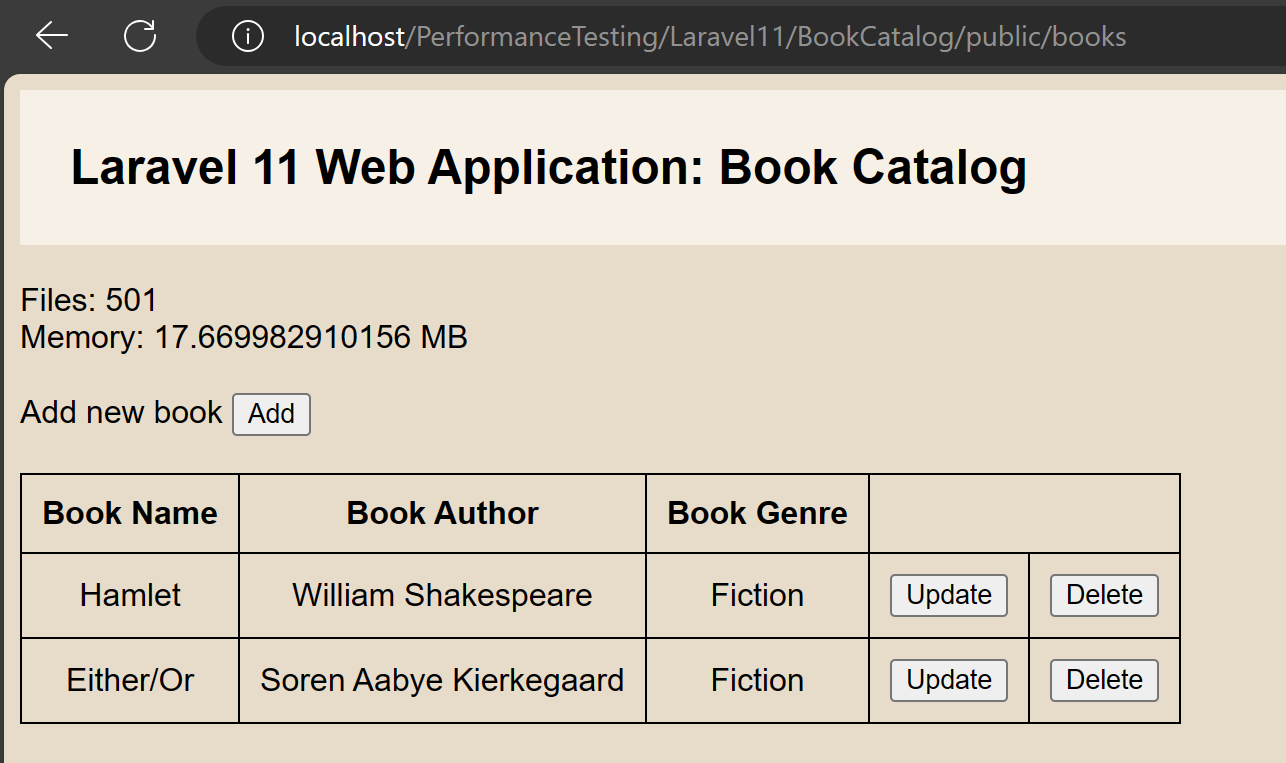 localhost/PerformanceTesting/Laravel11/BookCatalog/public/books
Laravel 11 Web Application: Book Catalog
Files: 501
Memory: 17.669982910156 MB
Add new book Add
Book Name Book Author Book Genre
Hamlet William Shakespeare Fiction Update Delete
Either/Or Soren Aabye Kierkegaard Fiction Update Delete